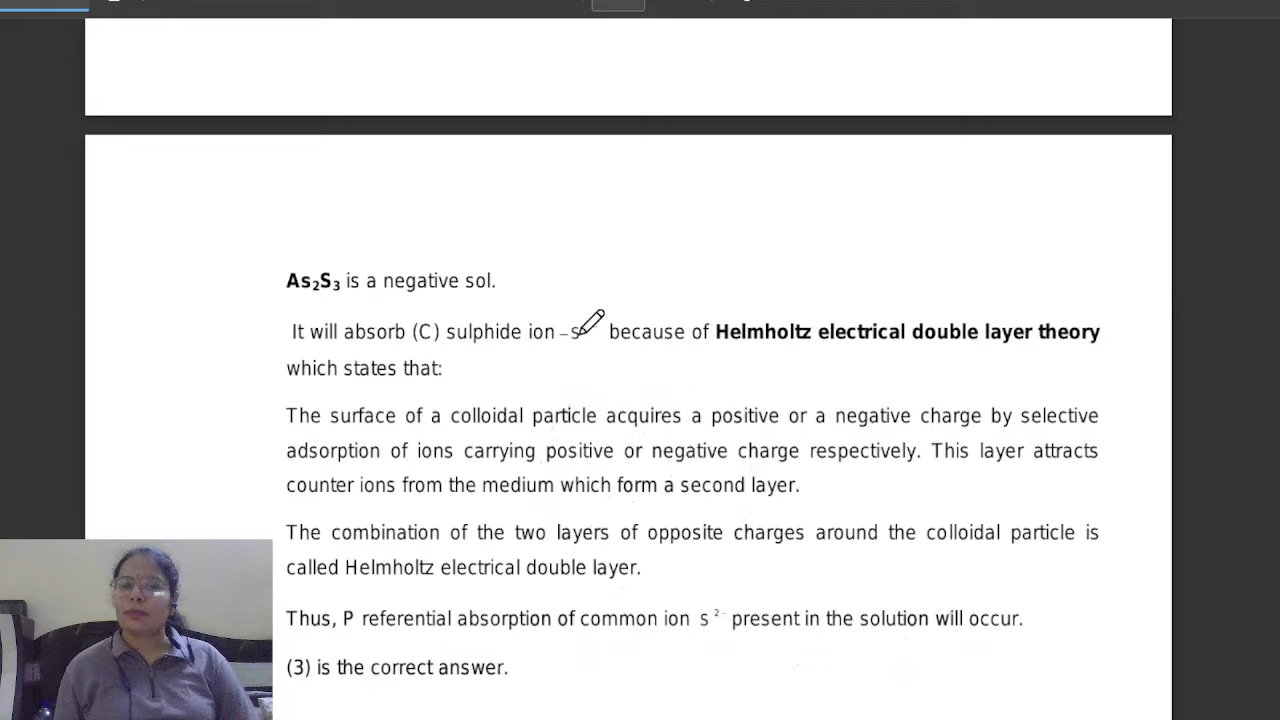 As₂S₃ is a negative sol.
It will absorb (C) sulphide ion – s because of Helmholtz electrical double layer theory
which states that:
The surface of a colloidal particle acquires a positive or a negative charge by selective
adsorption of ions carrying positive or negative charge respectively. This layer attracts
counter ions from the medium which form a second layer.
The combination of the two layers of opposite charges around the colloidal particle is
called Helmholtz electrical double layer.
Thus, P referential absorption of common ion s²⁻ present in the solution will occur.
(3) is the correct answer.